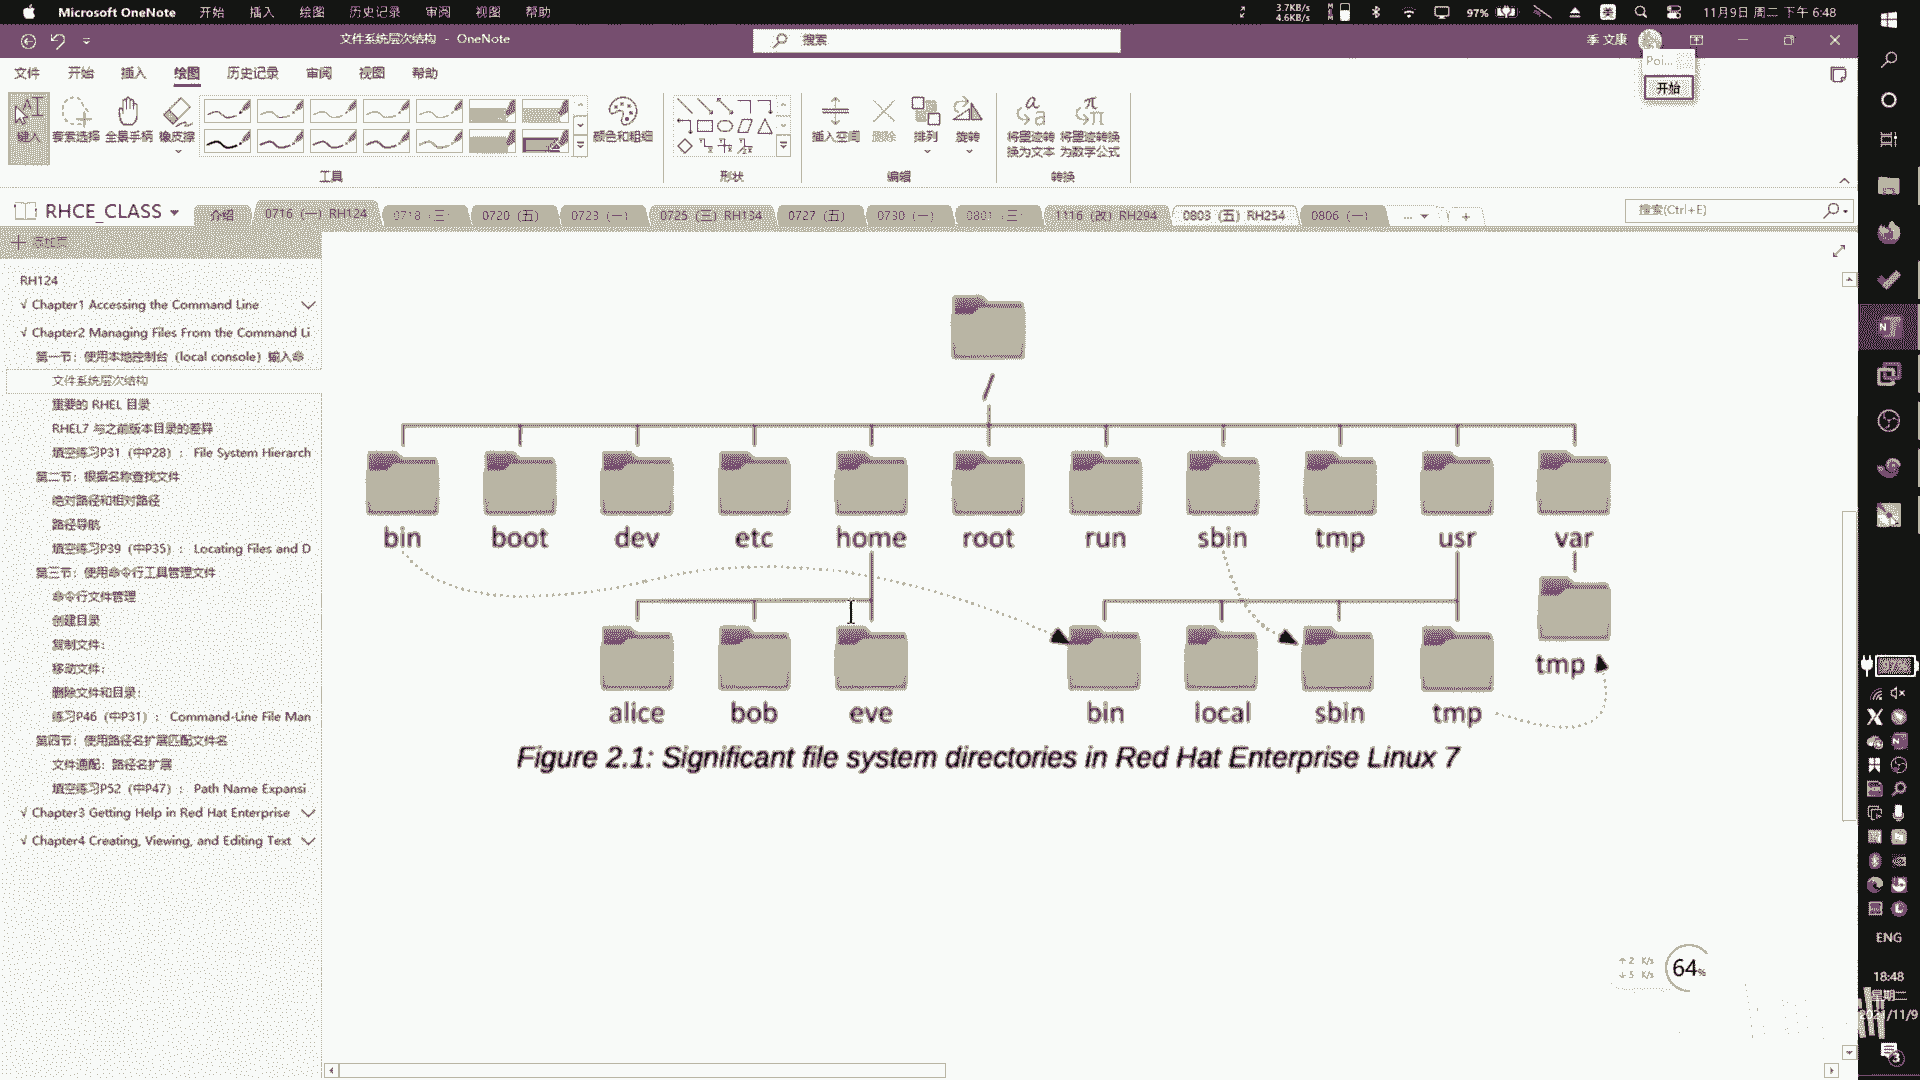 Microsoft OneNote 开始 插入 绘图 历史记录 审阅 视图 帮助
3.7KB/s
4.6KB/s
97%
美
11月9日 周二 下午 6:48
文件系统层次结构 - OneNote
搜索
季 文康
Poi...
开始
文件 开始 插入 绘图 历史记录 审阅 视图 帮助
键入
套索选择
全景手柄
橡皮擦
颜色和粗细
插入空间
删除
排列
旋转
将墨迹转换为文本
将墨迹转换为数学公式
工具
形状
编辑
转换
RHCE_CLASS
介绍
0716（一）RH124
0718（三）
0720（五）
0723（一）
0725（三）RH134
0727（五）
0730（一）
0801（三）
1116（改）RH294
0803（五）RH254
0806（一）
搜索(Ctrl+E)
添加页
RH124
√ Chapter1 Accessing the Command Line
√ Chapter2 Managing Files From the Command Li
第一节：使用本地控制台（local console）输入命
文件系统层次结构
重要的 RHEL 目录
RHEL7 与之前版本目录的差异
填空练习P31（中P28）： File System Hierarch
第二节：根据名称查找文件
绝对路径和相对路径
路径导航
填空练习P39（中P35）： Locating Files and D
第三节：使用命令行工具管理文件
命令行文件管理
创建目录
复制文件：
移动文件：
删除文件和目录：
练习P46（中P31）： Command-Line File Man
第四节：使用路径名扩展匹配文件名
文件通配：路径名扩展
填空练习P52（中P47）： Path Name Expansi
√ Chapter3 Getting Help in Red Hat Enterprise
√ Chapter4 Creating, Viewing, and Editing Text
/
bin boot dev etc home root run sbin tmp usr var
tmp
alice bob eve bin local sbin tmp
Figure 2.1: Significant file system directories in Red Hat Enterprise Linux 7
↑ 2 K/s
↓ 5 K/s
64%
97%
ENG
18:48
星期二
2021/11/9
3